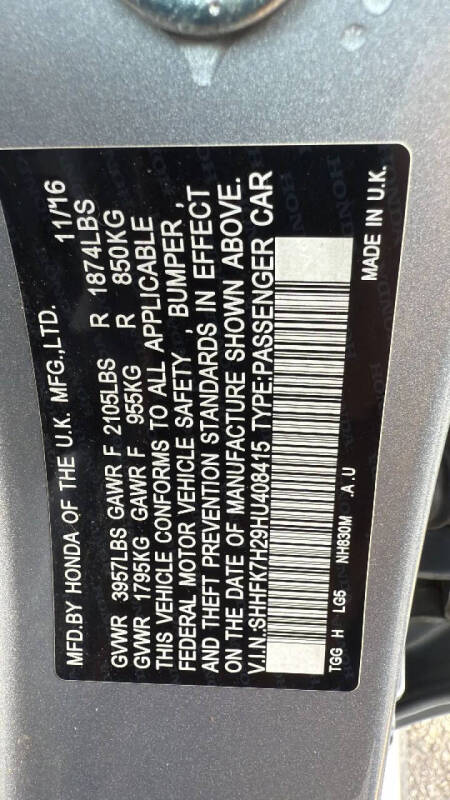 MFD.BY HONDA OF THE U.K. MFG.,LTD. 11/16
GVWR 3957LBS GAWR F 2105LBS R 1874LBS
GVWR 1795KG GAWR F 955KG R 850KG
THIS VEHICLE CONFORMS TO ALL APPLICABLE
FEDERAL MOTOR VEHICLE SAFETY , BUMPER ,
AND THEFT PREVENTION STANDARDS IN EFFECT
ON THE DATE OF MANUFACTURE SHOWN ABOVE.
V.I.N.:SHHFK7H29HU408415 TYPE:PASSENGER CAR
TGG H LG5 NH830M .A.U MADE IN U.K.